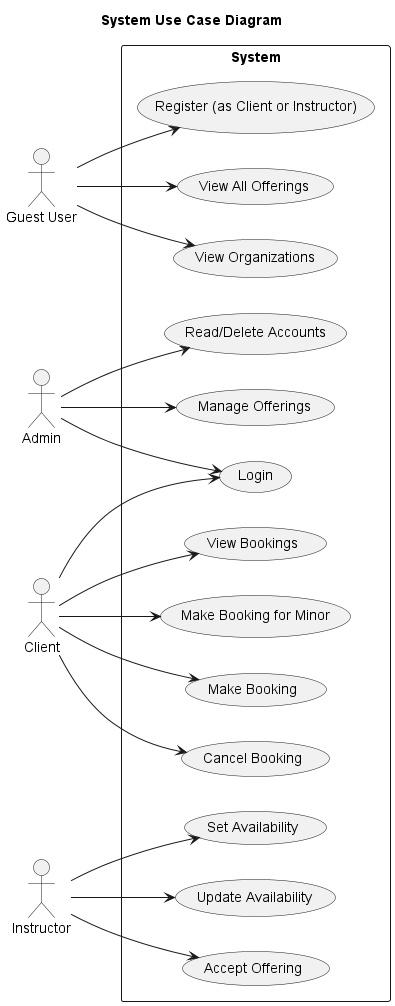 System Use Case Diagram
System
Register (as Client or Instructor)
View All Offerings
Guest User
View Organizations
Read/Delete Accounts
Manage Offerings
Admin
Login
View Bookings
Make Booking for Minor
Client
Make Booking
Cancel Booking
Set Availability
Update Availability
Instructor
Accept Offering